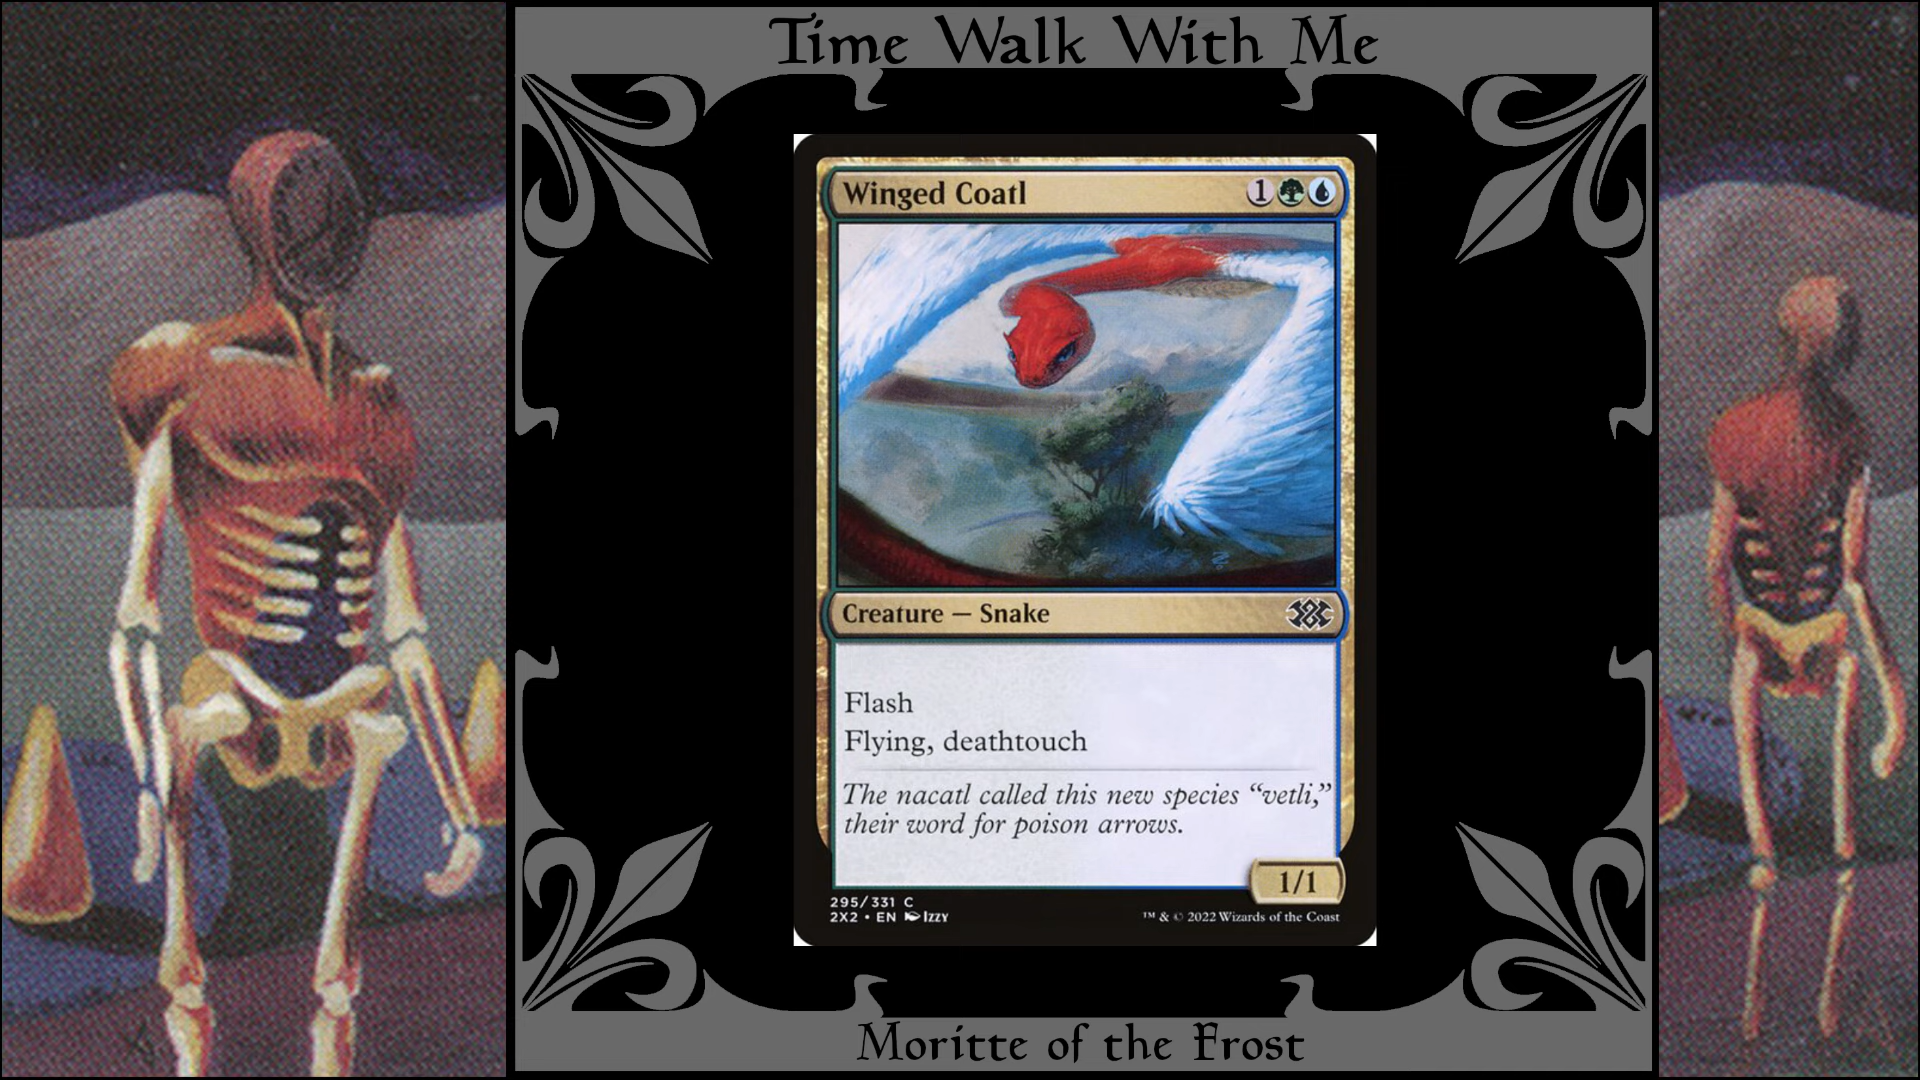 Time Walk With Me
Winged Coatl 1
Creature — Snake
Flash
Flying, deathtouch
The nacatl called this new species “vetli,”
their word for poison arrows.
1/1
295/331 C
2X2 • EN Izzy
™ & © 2022 Wizards of the Coast
Moritte of the Frost